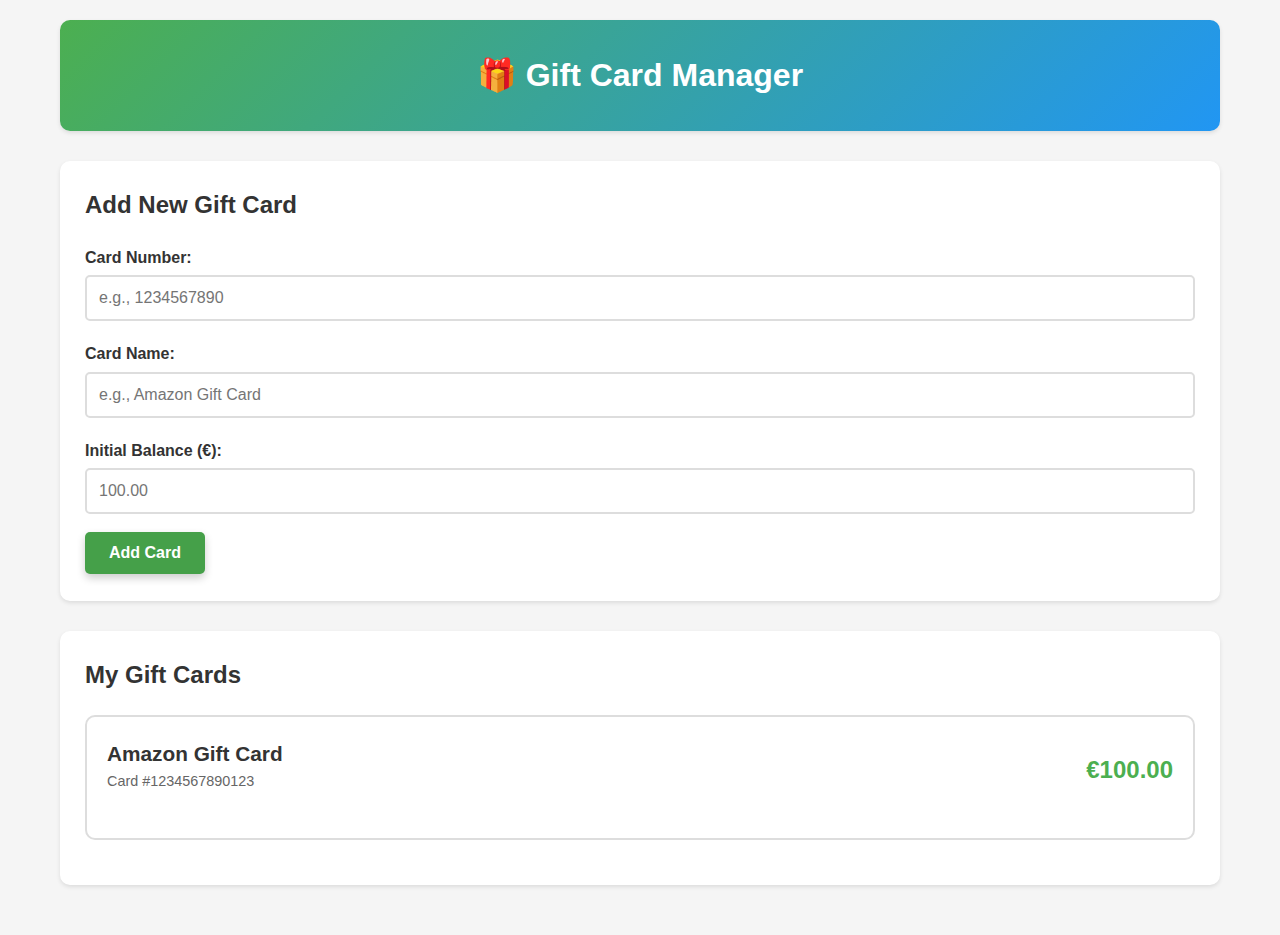 🎁 Gift Card Manager
Add New Gift Card
Card Number:
e.g., 1234567890
Card Name:
e.g., Amazon Gift Card
Initial Balance (€):
100.00
Add Card
My Gift Cards
Amazon Gift Card
Card #1234567890123
€100.00